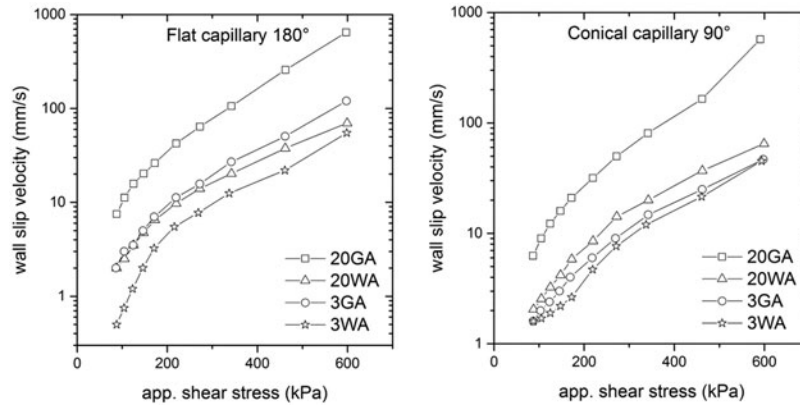 Flat capillary 180°
1000
100
10
1
wall slip velocity (mm/s)
20GA
20WA
3GA
3WA
0 200 400 600
app. shear stress (kPa)
Conical capillary 90°
1000
100
10
1
wall slip velocity (mm/s)
20GA
20WA
3GA
3WA
0 200 400 600 800
app. shear stress (kPa)